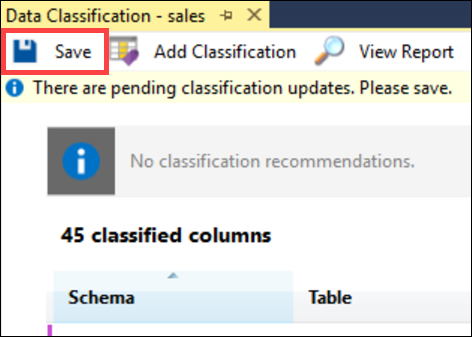 Data Classification - sales
Save Add Classification View Report
There are pending classification updates. Please save.
No classification recommendations.
45 classified columns
Schema Table